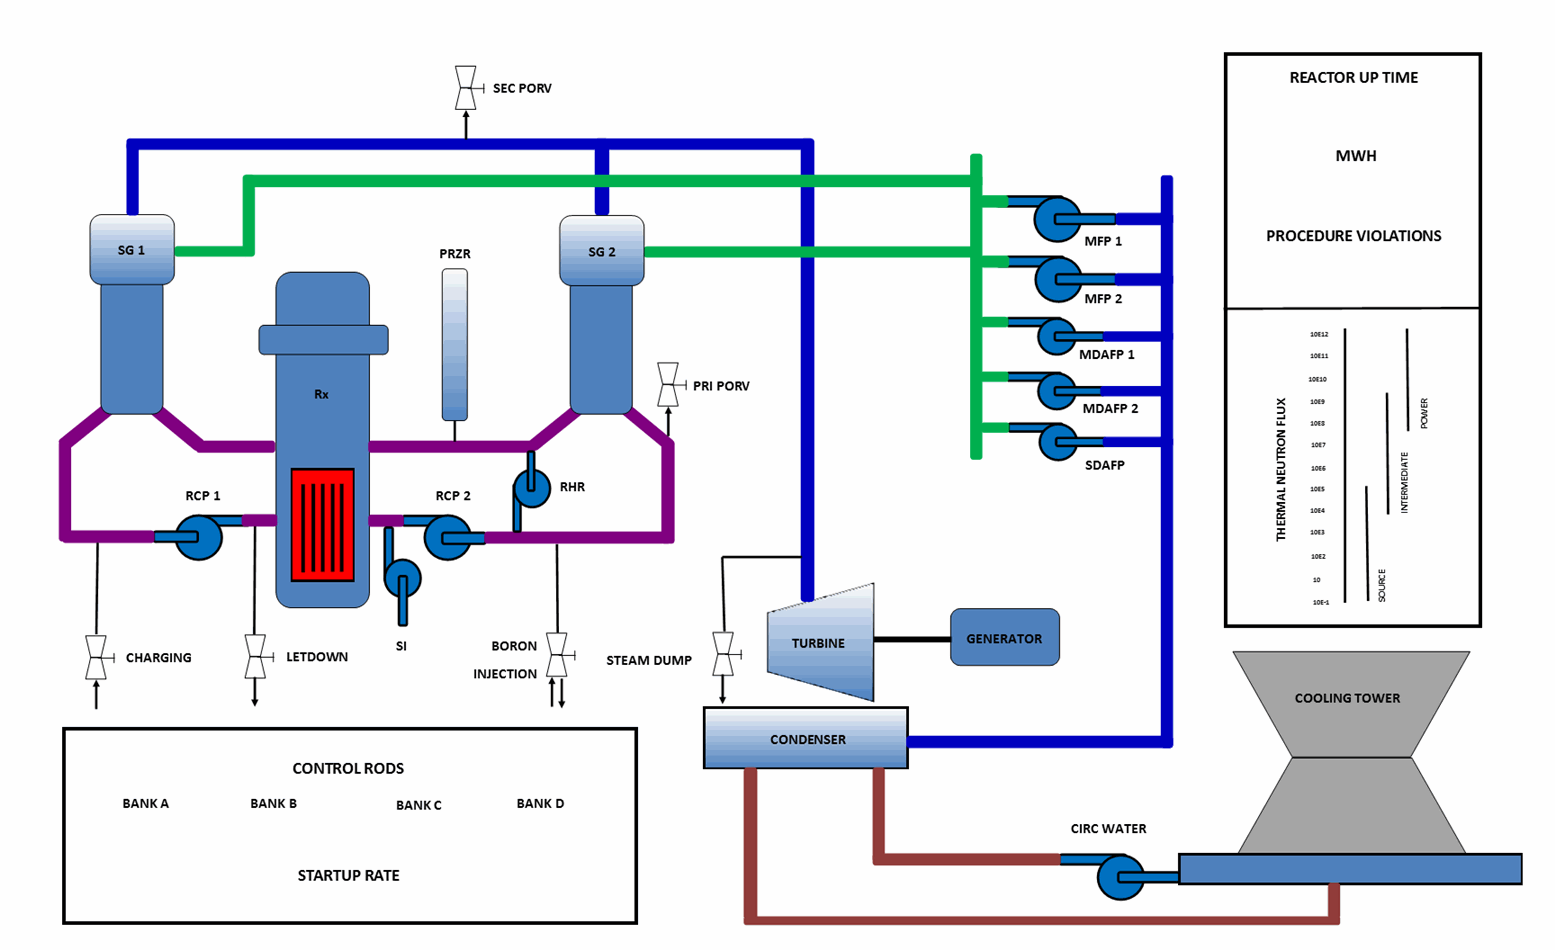 SEC PORV
REACTOR UP TIME
MWH
PROCEDURE VIOLATIONS
SG 1
SG 2
PRZR
MFP 1
MFP 2
MDAFP 1
MDAFP 2
SDAFP
Rx
PRI PORV
RCP 1
RCP 2
RHR
SI
CHARGING
LETDOWN
BORON
INJECTION
STEAM DUMP
TURBINE
GENERATOR
CONDENSER
THERMAL NEUTRON FLUX
10E12
10E11
10E10
10E9
10E8
10E7
10E6
10E5
10E4
10E3
10E2
10
10E-1
SOURCE
INTERMEDIATE
POWER
COOLING TOWER
CIRC WATER
CONTROL RODS
BANK A
BANK B
BANK C
BANK D
STARTUP RATE